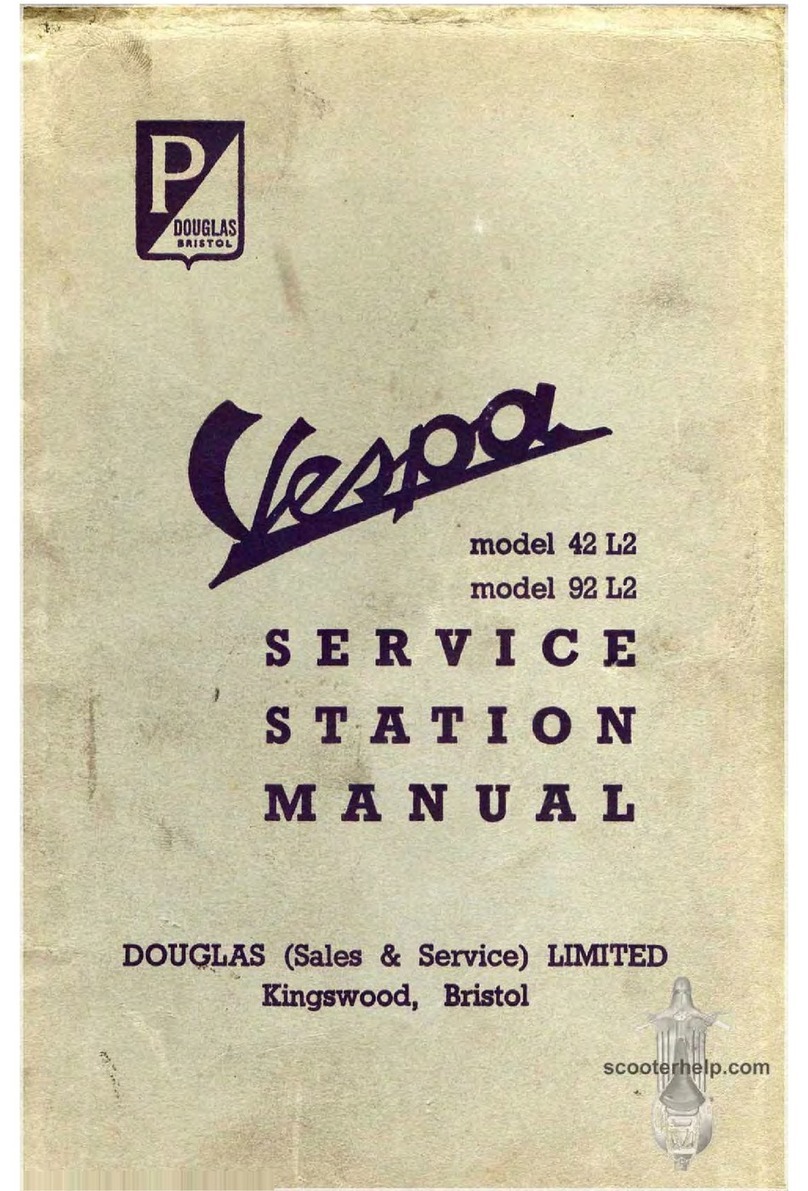 P
DOUGLAS
BRISTOL
Vespa
model 42 L2
model 92 L2
SERVICE
STATION
MANUAL
DOUGLAS (Sales & Service) LIMITED
Kingswood, Bristol
scooterhelp.com